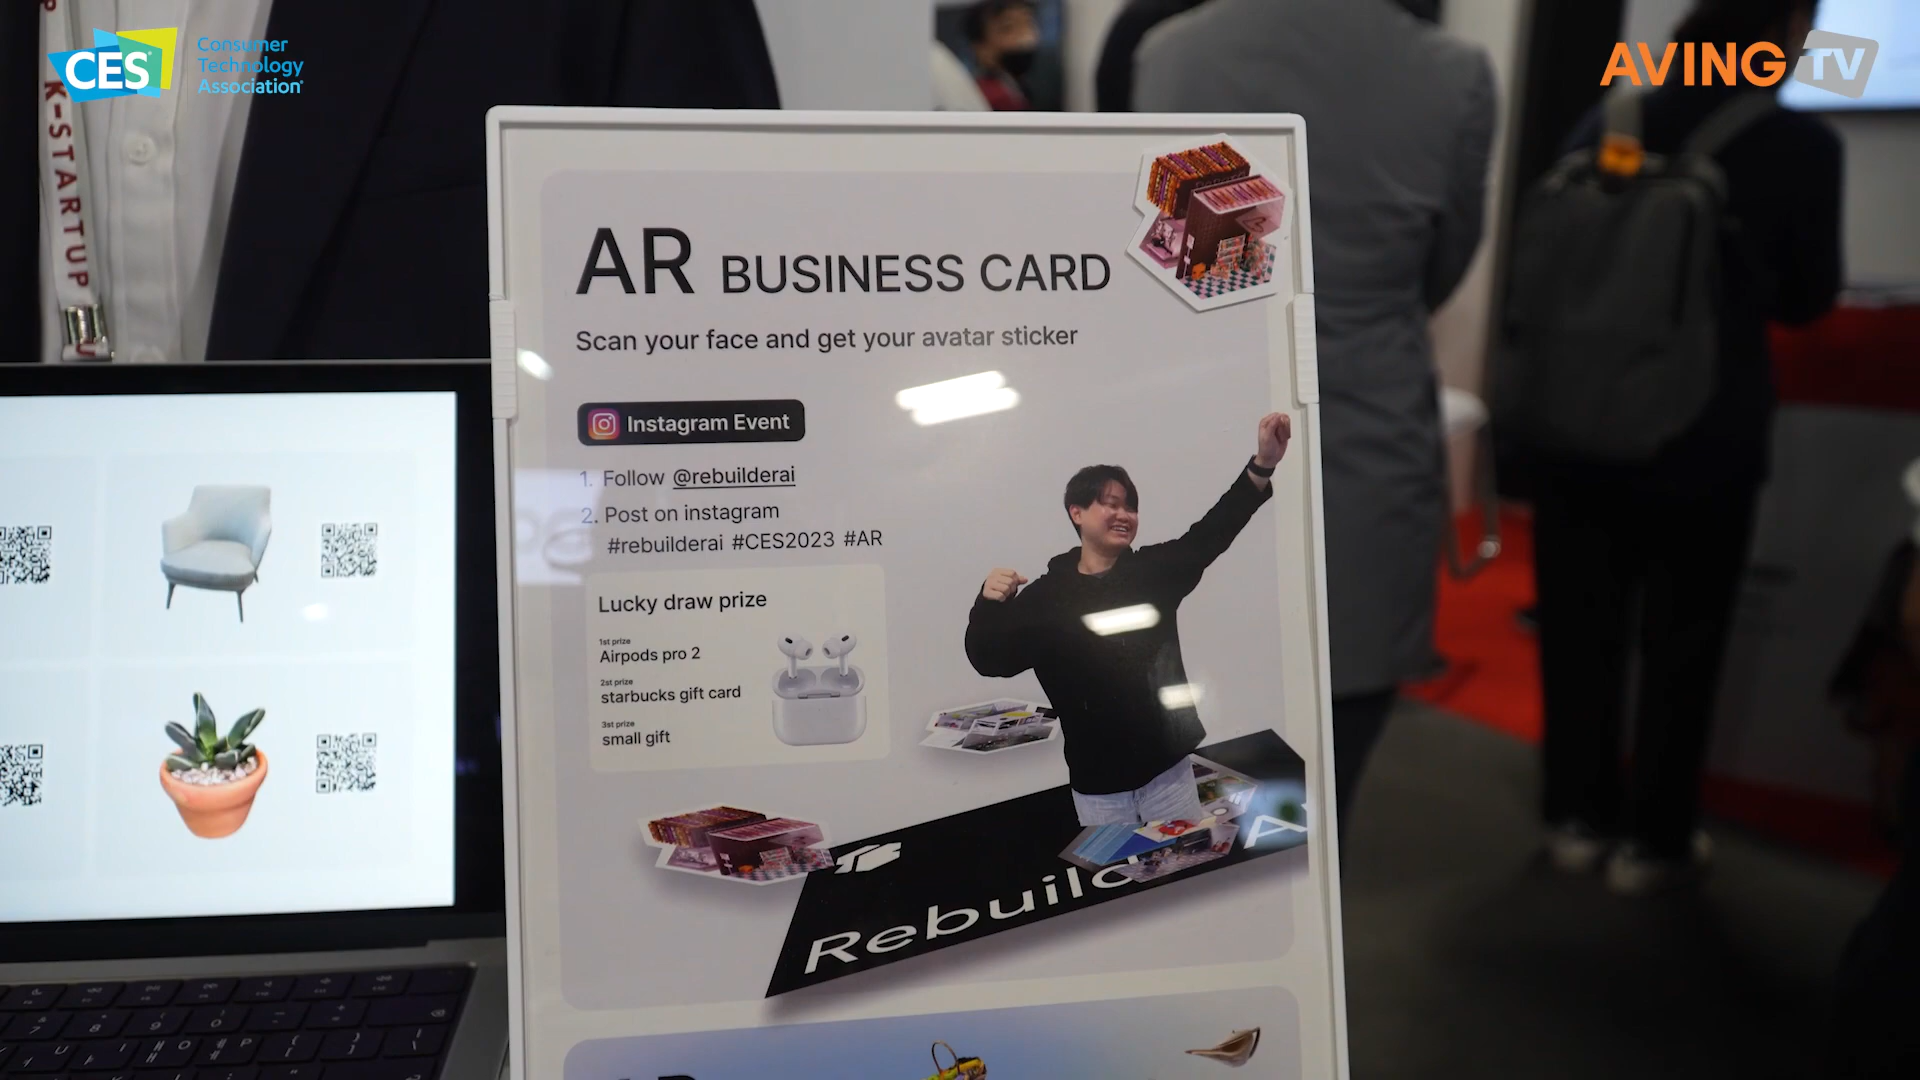 CES
Consumer
Technology
Association
AVING TV
K-STARTUP
AR BUSINESS CARD
Scan your face and get your avatar sticker
Instagram Event
1. Follow @rebuilderai
2. Post on instagram
#rebuilderai #CES2023 #AR
Lucky draw prize
1st prize
Airpods pro 2
2st prize
starbucks gift card
3st prize
small gift
Rebuild